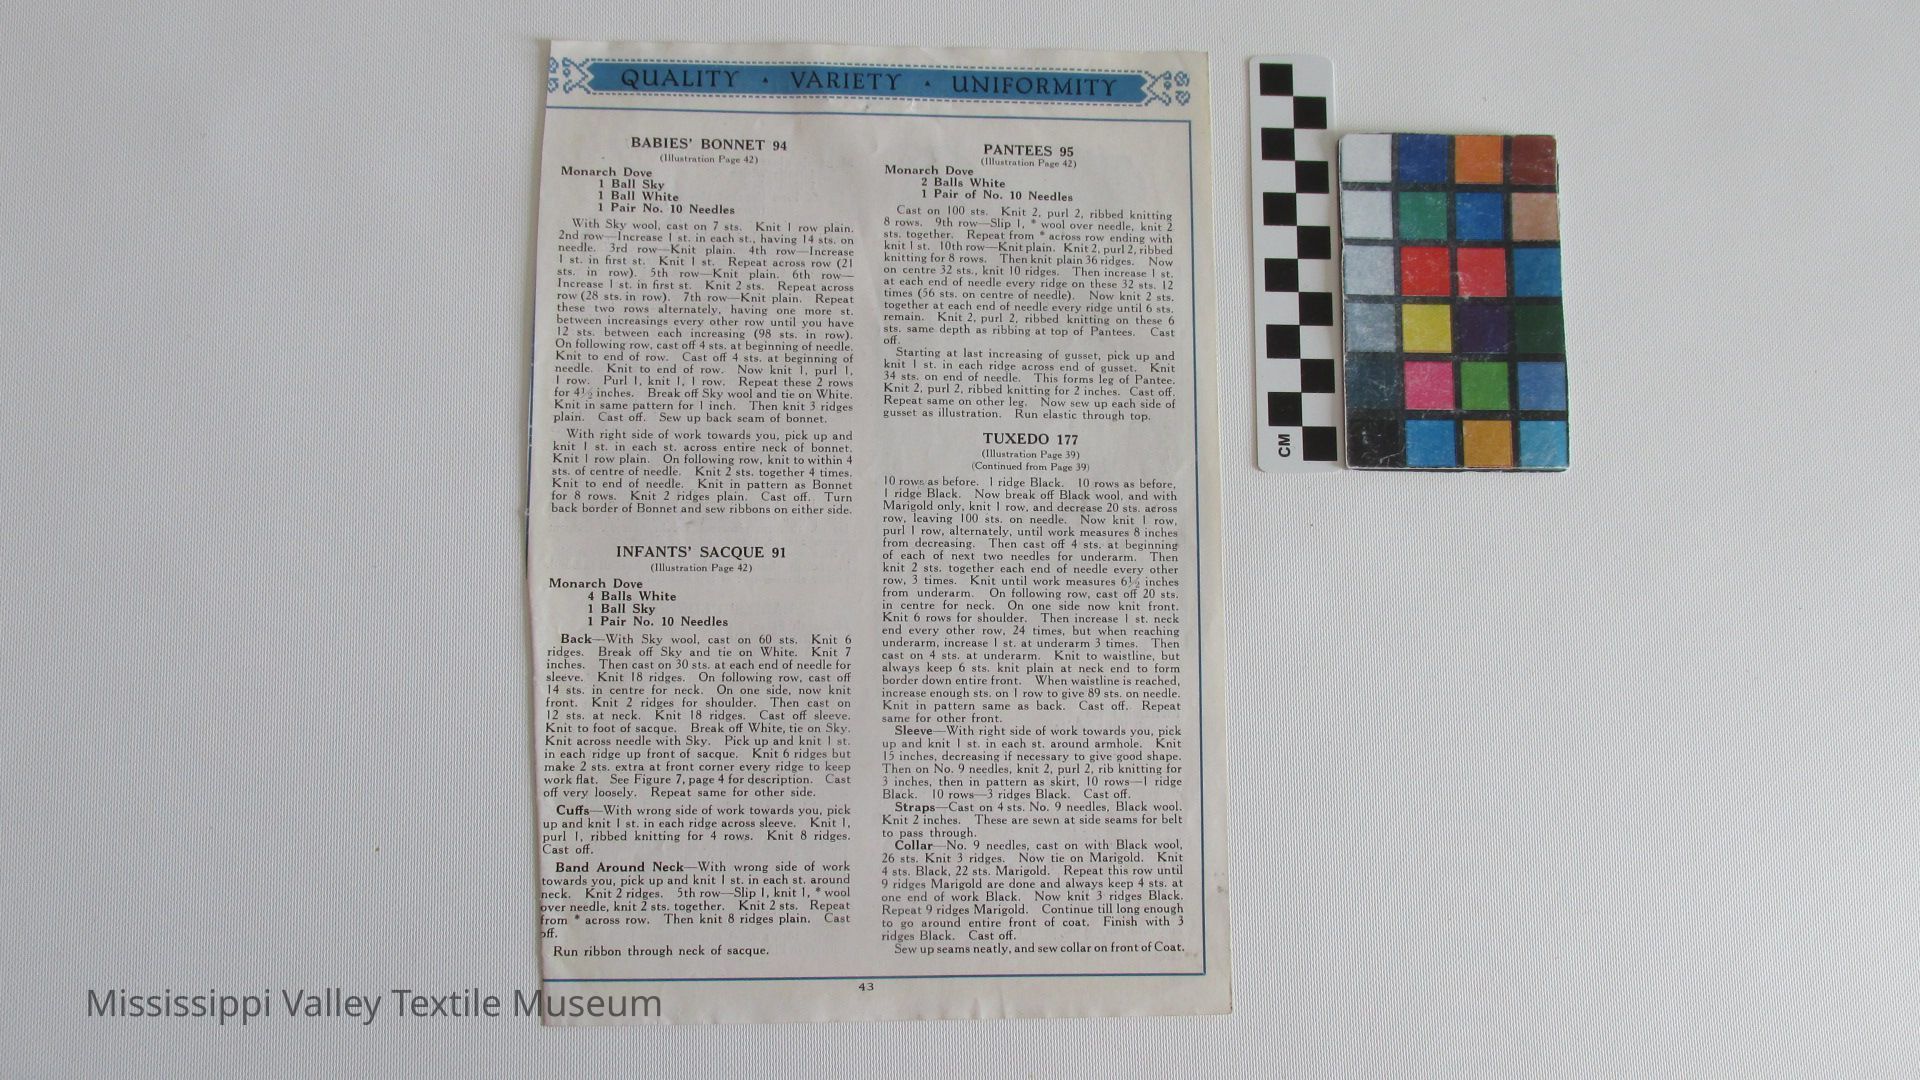 QUALITY • VARIETY • UNIFORMITY
BABIES' BONNET 94
(Illustration Page 42)
Monarch Dove
1 Ball Sky
1 Ball White
1 Pair No. 10 Needles
With Sky wool, cast on 7 sts. Knit 1 row plain.
2nd row—Increase 1 st. in each st., having 14 sts. on
needle. 3rd row—Knit plain. 4th row—Increase
1 st. in first st. Knit 1 st. Repeat across row (21
sts. in row). 5th row—Knit plain. 6th row—
Increase 1 st. in first st. Knit 2 sts. Repeat across
row (28 sts. in row). 7th row—Knit plain. Repeat
these two rows alternately, having one more st.
between increasings every other row until you have
12 sts. between each increasing (98 sts. in row).
On following row, cast off 4 sts. at beginning of needle.
Knit to end of row. Cast off 4 sts. at beginning of
needle. Knit to end of row. Now knit 1, purl 1,
1 row. Purl 1, knit 1, 1 row. Repeat these 2 rows
for 4½ inches. Break off Sky wool and tie on White.
Knit in same pattern for 1 inch. Then knit 3 ridges
plain. Cast off. Sew up back seam of bonnet.
With right side of work towards you, pick up and
knit 1 st. in each st. across entire neck of bonnet.
Knit 1 row plain. On following row, knit to within 4
sts. of centre of needle. Knit 2 sts. together 4 times.
Knit to end of needle. Knit in pattern as Bonnet
for 8 rows. Knit 2 ridges plain. Cast off. Turn
back border of Bonnet and sew ribbons on either side.
INFANTS' SACQUE 91
(Illustration Page 42)
Monarch Dove
4 Balls White
1 Ball Sky
1 Pair No. 10 Needles
Back—With Sky wool, cast on 60 sts. Knit 6
ridges. Break off Sky and tie on White. Knit 7
inches. Then cast on 30 sts. at each end of needle for
sleeve. Knit 18 ridges. On following row, cast off
14 sts. in centre for neck. On one side, now knit
front. Knit 2 ridges for shoulder. Then cast on
12 sts. at neck. Knit 18 ridges. Cast off sleeve.
Knit to foot of sacque. Break off White, tie on Sky.
Knit across needle with Sky. Pick up and knit 1 st.
in each ridge up front of sacque. Knit 6 ridges but
make 2 sts. extra at front corner every ridge to keep
work flat. See Figure 7, page 4 for description. Cast
off very loosely. Repeat same for other side.
Cuffs—With wrong side of work towards you, pick
up and knit 1 st. in each ridge across sleeve. Knit 1,
purl 1, ribbed knitting for 4 rows. Knit 8 ridges.
Cast off.
Band Around Neck—With wrong side of work
towards you, pick up and knit 1 st. in each st. around
neck. Knit 2 ridges. 5th row—Slip 1, knit 1, * wool
over needle, knit 2 sts. together. Knit 2 sts. Repeat
from * across row. Then knit 8 ridges plain. Cast
off.
Run ribbon through neck of sacque.
PANTEES 95
(Illustration Page 42)
Monarch Dove
2 Balls White
1 Pair of No. 10 Needles
Cast on 100 sts. Knit 2, purl 2, ribbed knitting
8 rows. 9th row—Slip 1, * wool over needle, knit 2
sts. together. Repeat from * across row ending with
knit 1 st. 10th row—Knit plain. Knit 2, purl 2, ribbed
knitting for 8 rows. Then knit plain 36 ridges. Now
on centre 32 sts., knit 10 ridges. Then increase 1 st.
at each end of needle every ridge on these 32 sts. 12
times (56 sts. on centre of needle). Now knit 2 sts.
together at each end of needle every ridge until 6 sts.
remain. Knit 2, purl 2, ribbed knitting on these 6
sts. same depth as ribbing at top of Pantees. Cast
off.
Starting at last increasing of gusset, pick up and
knit 1 st. in each ridge across end of gusset. Knit
34 sts. on end of needle. This forms leg of Pantee.
Knit 2, purl 2, ribbed knitting for 2 inches. Cast off.
Repeat same on other leg. Now sew up each side of
gusset as illustration. Run elastic through top.
TUXEDO 177
(Illustration Page 39)
(Continued from Page 39)
10 rows as before. 1 ridge Black. 10 rows as before,
1 ridge Black. Now break off Black wool, and with
Marigold only, knit 1 row, and decrease 20 sts. across
row, leaving 100 sts. on needle. Now knit 1 row,
purl 1 row, alternately, until work measures 8 inches
from decreasing. Then cast off 4 sts. at beginning
of each of next two needles for underarm. Then
knit 2 sts. together each end of needle every other
row, 3 times. Knit until work measures 6½ inches
from underarm. On following row, cast off 20 sts.
in centre for neck. On one side now knit front.
Knit 6 rows for shoulder. Then increase 1 st. neck
end every other row, 24 times, but when reaching
underarm, increase 1 st. at underarm 3 times. Then
cast on 4 sts. at underarm. Knit to waistline, but
always keep 6 sts. knit plain at neck end to form
border down entire front. When waistline is reached,
increase enough sts. on 1 row to give 89 sts. on needle.
Knit in pattern same as back. Cast off. Repeat
same for other front.
Sleeve—With right side of work towards you, pick
up and knit 1 st. in each st. around armhole. Knit
15 inches, decreasing if necessary to give good shape.
Then on No. 9 needles, knit 2, purl 2, rib knitting for
3 inches, then in pattern as skirt, 10 rows—1 ridge
Black. 10 rows—3 ridges Black. Cast off.
Straps—Cast on 4 sts. No. 9 needles, Black wool.
Knit 2 inches. These are sewn at side seams for belt
to pass through.
Collar—No. 9 needles, cast on with Black wool,
26 sts. Knit 3 ridges. Now tie on Marigold. Knit
4 sts. Black, 22 sts. Marigold. Repeat this row until
9 ridges Marigold are done and always keep 4 sts. at
one end of work Black. Now knit 3 ridges Black.
Repeat 9 ridges Marigold. Continue till long enough
to go around entire front of coat. Finish with 3
ridges Black. Cast off.
Sew up seams neatly, and sew collar on front of Coat.
43
CM
Mississippi Valley Textile Museum